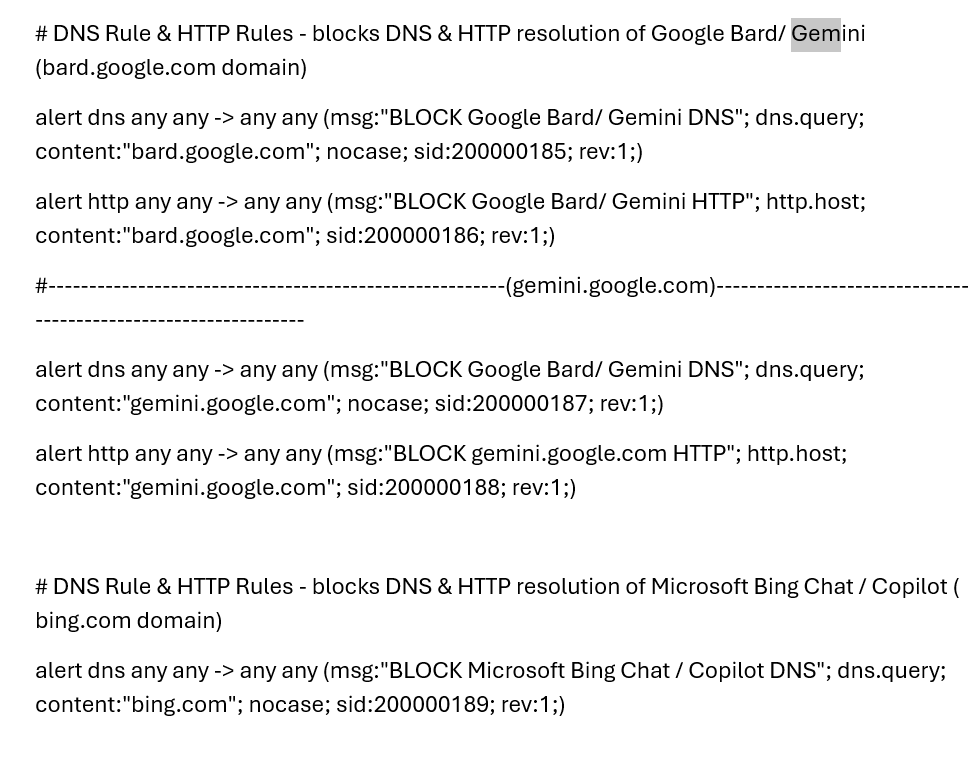 # DNS Rule & HTTP Rules - blocks DNS & HTTP resolution of Google Bard/ Gemini
(bard.google.com domain)
alert dns any any -> any any (msg:"BLOCK Google Bard/ Gemini DNS"; dns.query;
content:"bard.google.com"; nocase; sid:200000185; rev:1;)
alert http any any -> any any (msg:"BLOCK Google Bard/ Gemini HTTP"; http.host;
content:"bard.google.com"; sid:200000186; rev:1;)
#--------------------------------------------------------(gemini.google.com)-------------------------------
---------------------------------
alert dns any any -> any any (msg:"BLOCK Google Bard/ Gemini DNS"; dns.query;
content:"gemini.google.com"; nocase; sid:200000187; rev:1;)
alert http any any -> any any (msg:"BLOCK gemini.google.com HTTP"; http.host;
content:"gemini.google.com"; sid:200000188; rev:1;)
# DNS Rule & HTTP Rules - blocks DNS & HTTP resolution of Microsoft Bing Chat / Copilot (
bing.com domain)
alert dns any any -> any any (msg:"BLOCK Microsoft Bing Chat / Copilot DNS"; dns.query;
content:"bing.com"; nocase; sid:200000189; rev:1;)